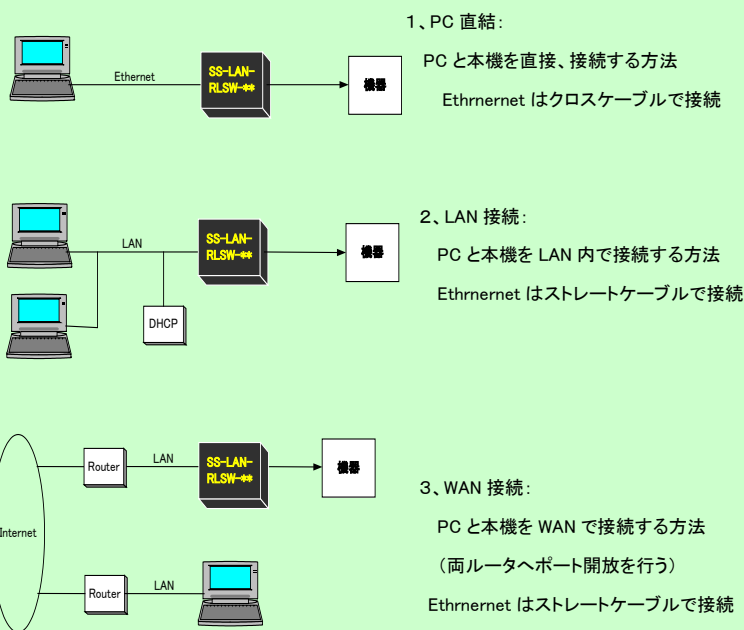 1、PC 直結：
PC と本機を直接、接続する方法
Ethrnernet はクロスケーブルで接続
Ethernet
SS-LAN-
RLSW-**
機器
2、LAN 接続：
PC と本機を LAN 内で接続する方法
Ethrnernet はストレートケーブルで接続
LAN
SS-LAN-
RLSW-**
機器
DHCP
3、WAN 接続：
PC と本機を WAN で接続する方法
（両ルータへポート開放を行う）
Ethrnernet はストレートケーブルで接続
Internet
Router
LAN
SS-LAN-
RLSW-**
機器
Router
LAN